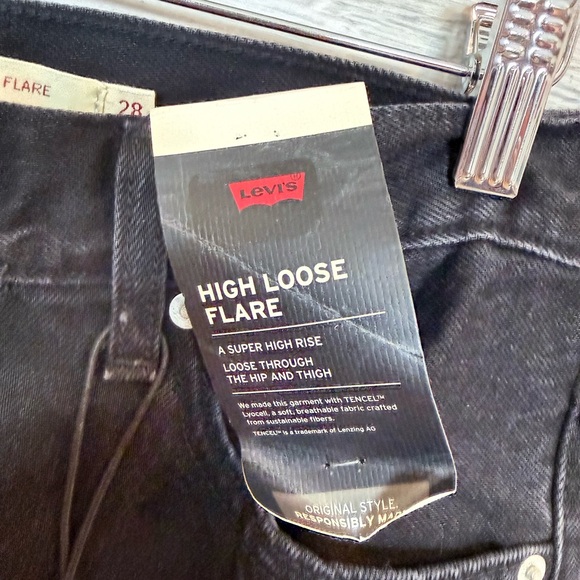 FLARE
28
Levi's®
HIGH LOOSE
FLARE
A SUPER HIGH RISE
LOOSE THROUGH
THE HIP AND THIGH
We made this garment with TENCEL™
Lyocell, a soft, breathable fabric crafted
from sustainable fibers.
TENCEL™ is a trademark of Lenzing AG
ORIGINAL STYLE.
RESPONSIBLY